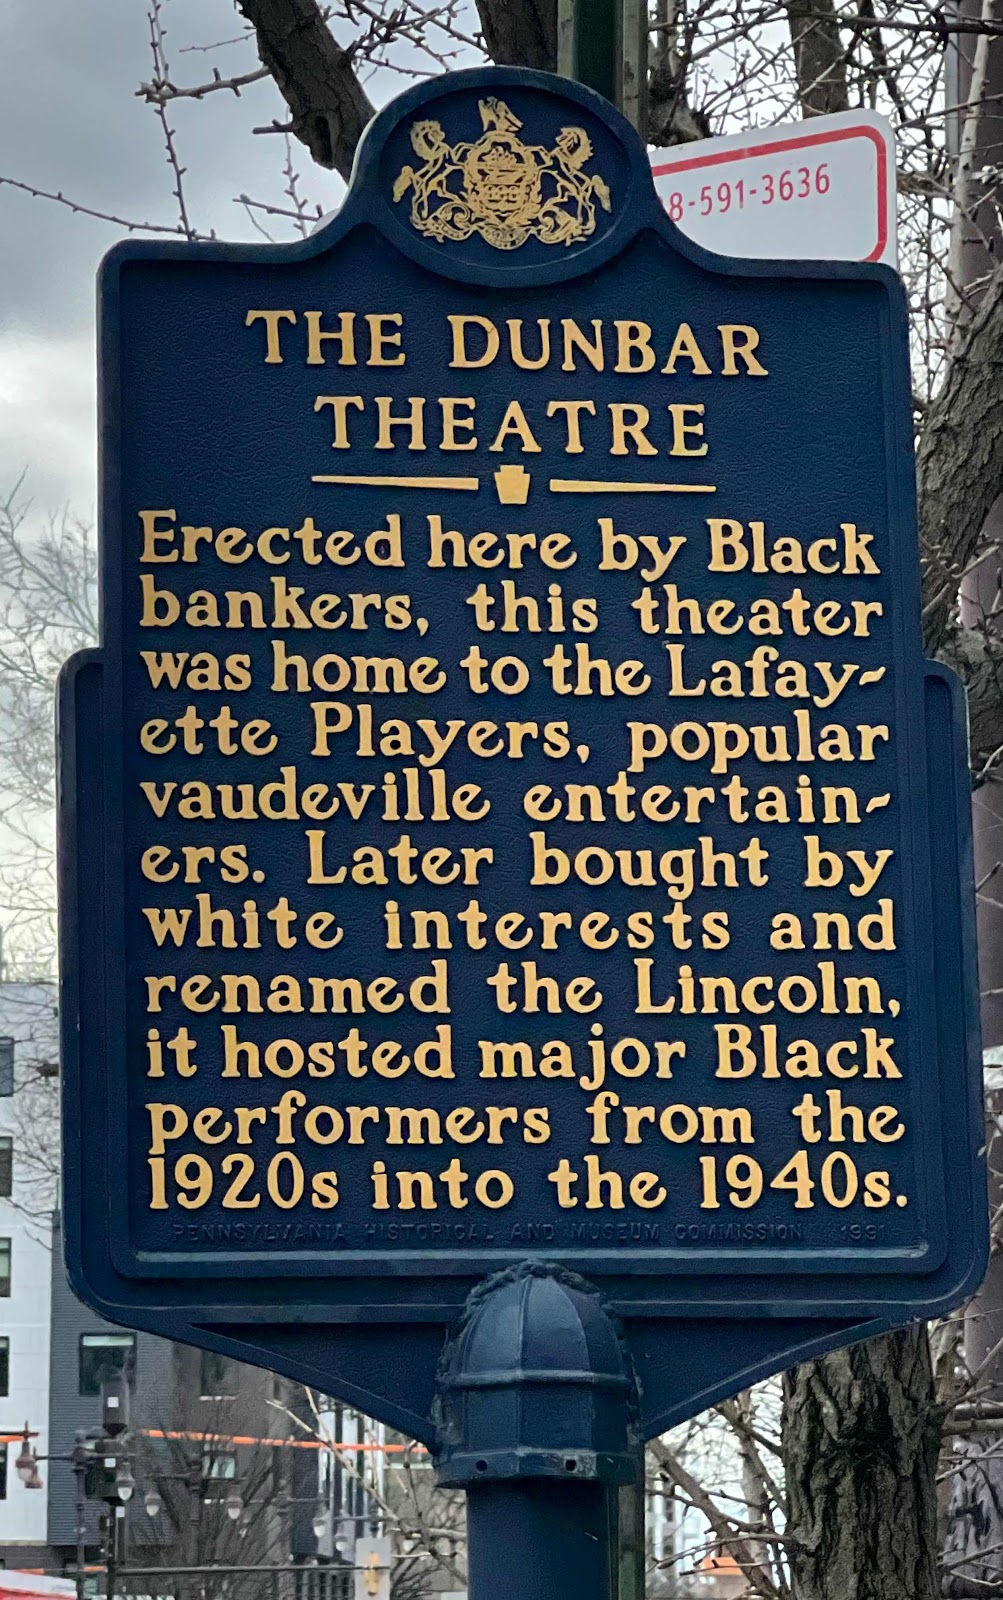 8-591-3636
THE DUNBAR
THEATRE
Erected here by Black
bankers, this theater
was home to the Lafay-
ette Players, popular
vaudeville entertain-
ers. Later bought by
white interests and
renamed the Lincoln,
it hosted major Black
performers from the
1920s into the 1940s.
PENNSYLVANIA HISTORICAL AND MUSEUM COMMISSION 1991